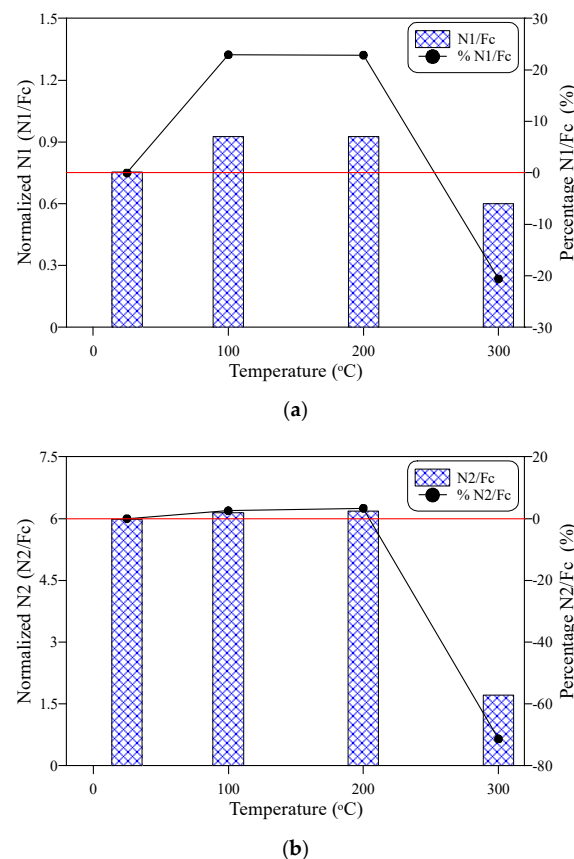 1.5
1.2
0.9
0.6
0.3
0
Normalized N1 (N1/Fc)
30
20
10
0
-10
-20
-30
Percentage N1/Fc (%)
N1/Fc
% N1/Fc
0 100 200 300
Temperature (°C)
(a)
7.5
6
4.5
3
1.5
0
Normalized N2 (N2/Fc)
20
0
-20
-40
-60
-80
Percentage N2/Fc (%)
N2/Fc
% N2/Fc
0 100 200 300
Temperature (°C)
(b)